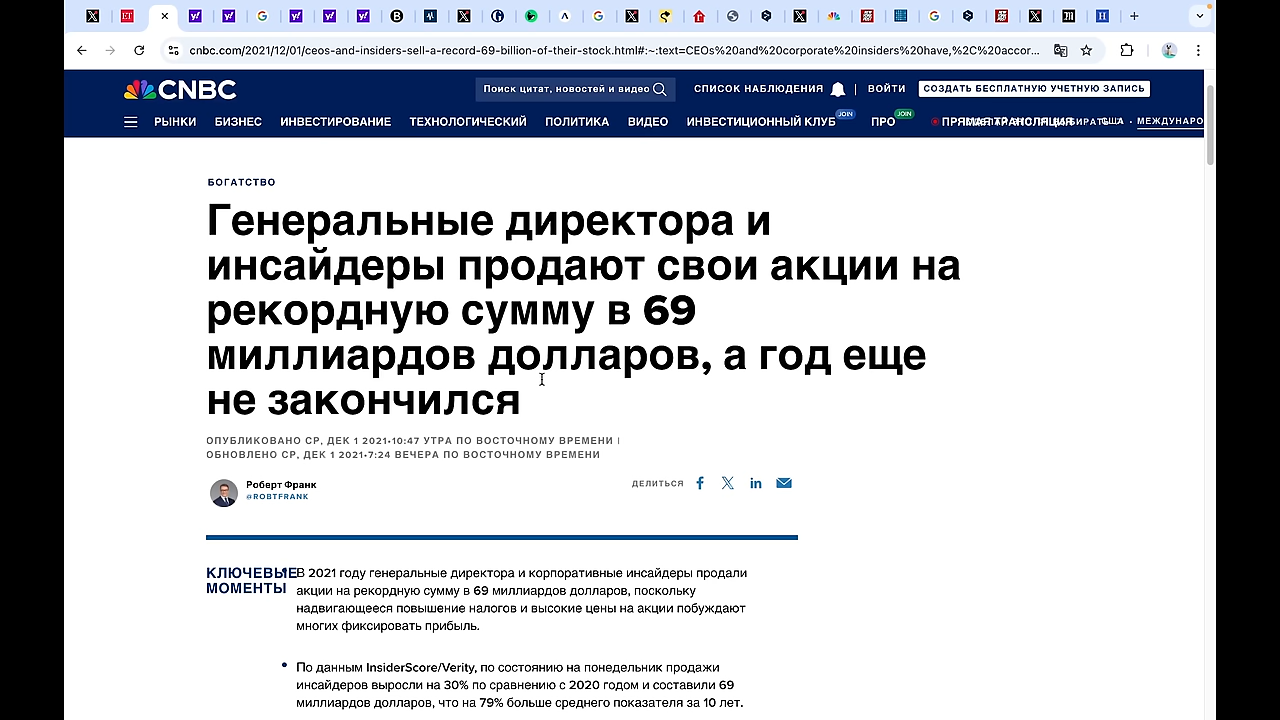 cnbc.com/2021/12/01/ceos-and-insiders-sell-a-record-69-billion-of-their-stock.html#:~:text=CEOs%20and%20corporate%20insiders%20have,%2C%20accor...
CNBC
Поиск цитат, новостей и видео
СПИСОК НАБЛЮДЕНИЯ | ВОЙТИ
СОЗДАТЬ БЕСПЛАТНУЮ УЧЕТНУЮ ЗАПИСЬ
РЫНКИ БИЗНЕС ИНВЕСТИРОВАНИЕ ТЕХНОЛОГИЧЕСКИЙ ПОЛИТИКА ВИДЕО ИНВЕСТИЦИОННЫЙ КЛУБ JOIN ПРО JOIN ПРЯМАЯ ТРАНСЛЯЦИЯ США • МЕЖДУНАРО
БОГАТСТВО
Генеральные директора и
инсайдеры продают свои акции на
рекордную сумму в 69
миллиардов долларов, а год еще
не закончился
ОПУБЛИКОВАНО СР, ДЕК 1 2021•10:47 УТРА ПО ВОСТОЧНОМУ ВРЕМЕНИ |
ОБНОВЛЕНО СР, ДЕК 1 2021•7:24 ВЕЧЕРА ПО ВОСТОЧНОМУ ВРЕМЕНИ
Роберт Франк
@ROBTFRANK
ДЕЛИТЬСЯ
КЛЮЧЕВЫЕ
МОМЕНТЫ
• В 2021 году генеральные директора и корпоративные инсайдеры продали
акции на рекордную сумму в 69 миллиардов долларов, поскольку
надвигающееся повышение налогов и высокие цены на акции побуждают
многих фиксировать прибыль.
• По данным InsiderScore/Verity, по состоянию на понедельник продажи
инсайдеров выросли на 30% по сравнению с 2020 годом и составили 69
миллиардов долларов, что на 79% больше среднего показателя за 10 лет.